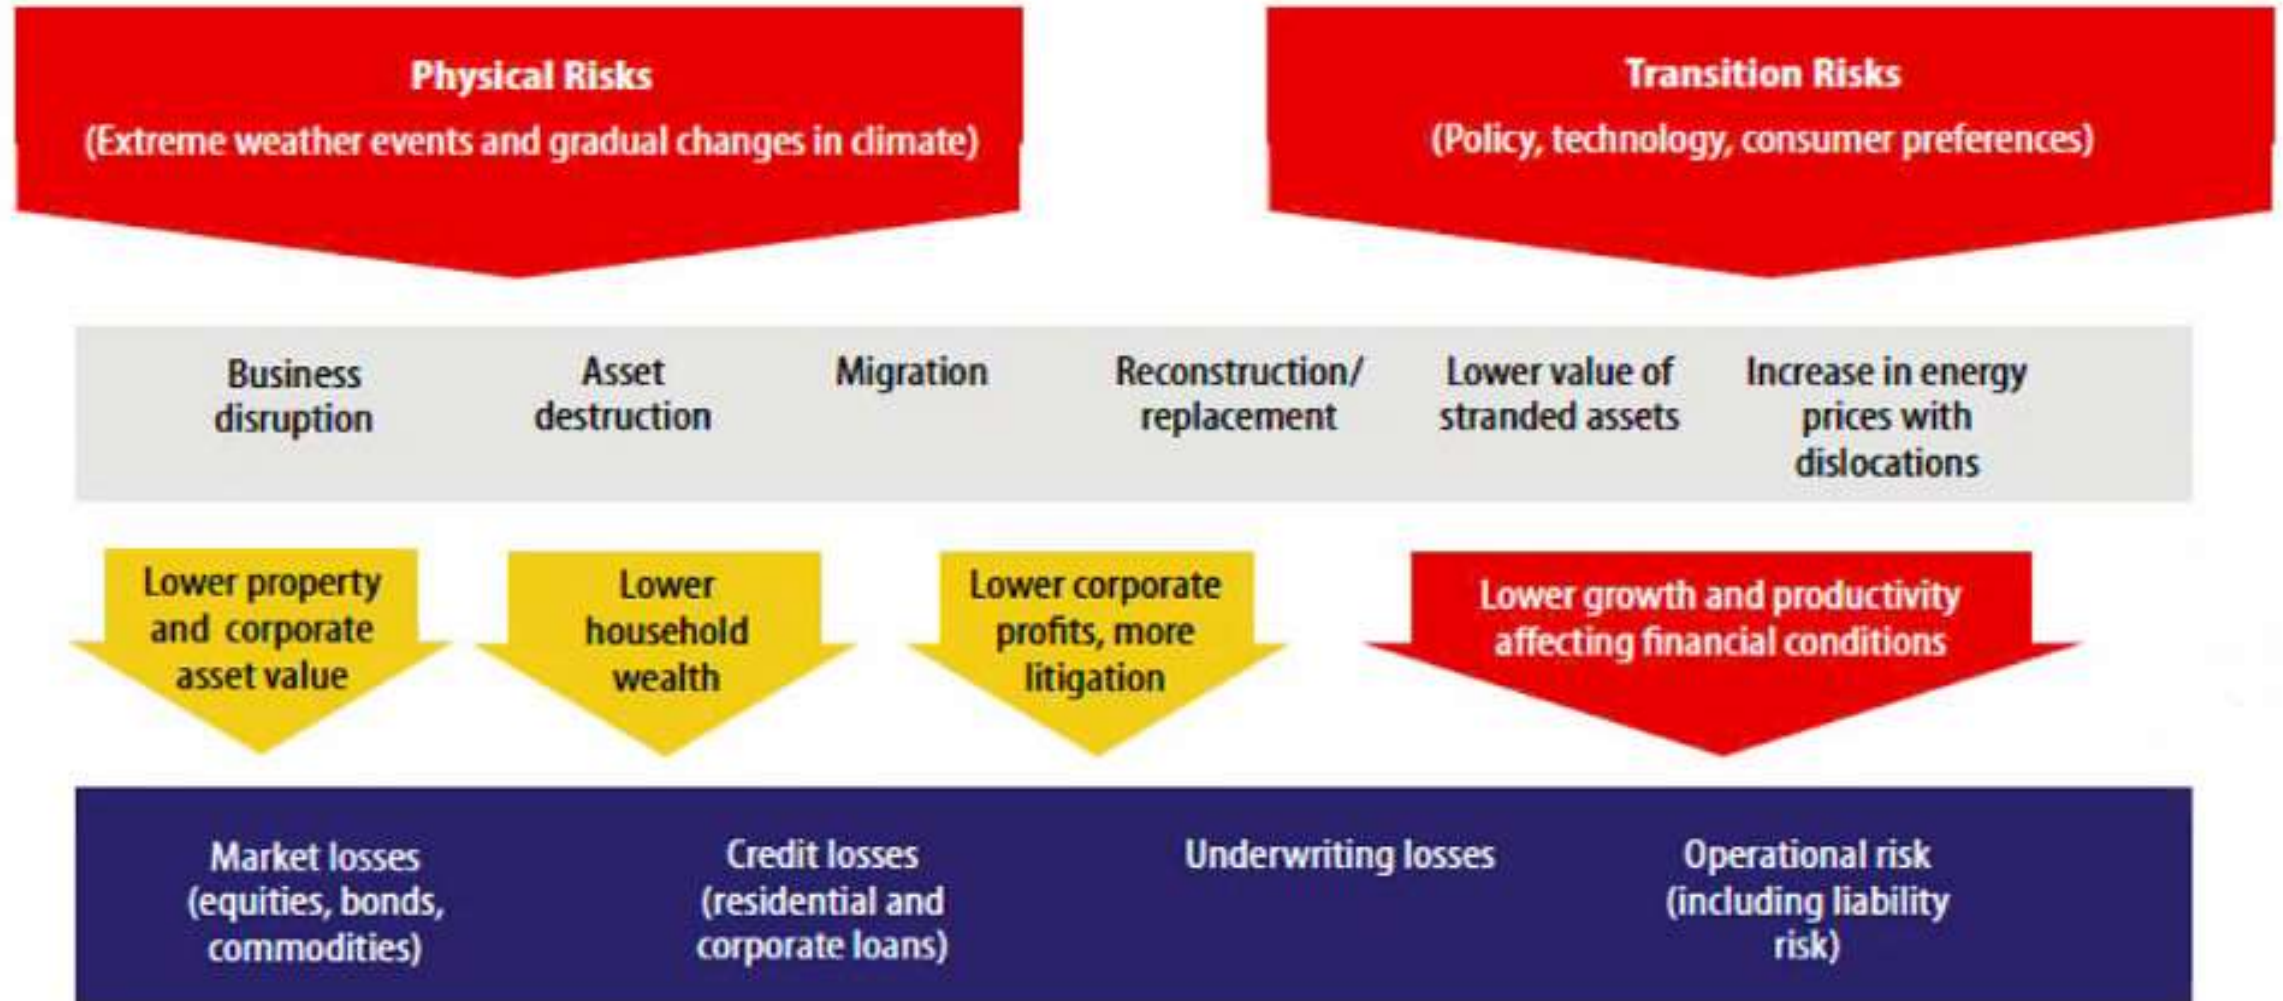 Physical Risks
(Extreme weather events and gradual changes in climate)
Transition Risks
(Policy, technology, consumer preferences)
Business
disruption
Asset
destruction
Migration
Reconstruction/
replacement
Lower value of
stranded assets
Increase in energy
prices with
dislocations
Lower property
and corporate
asset value
Lower
household
wealth
Lower corporate
profits, more
litigation
Lower growth and productivity
affecting financial conditions
Market losses
(equities, bonds,
commodities)
Credit losses
(residential and
corporate loans)
Underwriting losses
Operational risk
(including liability
risk)